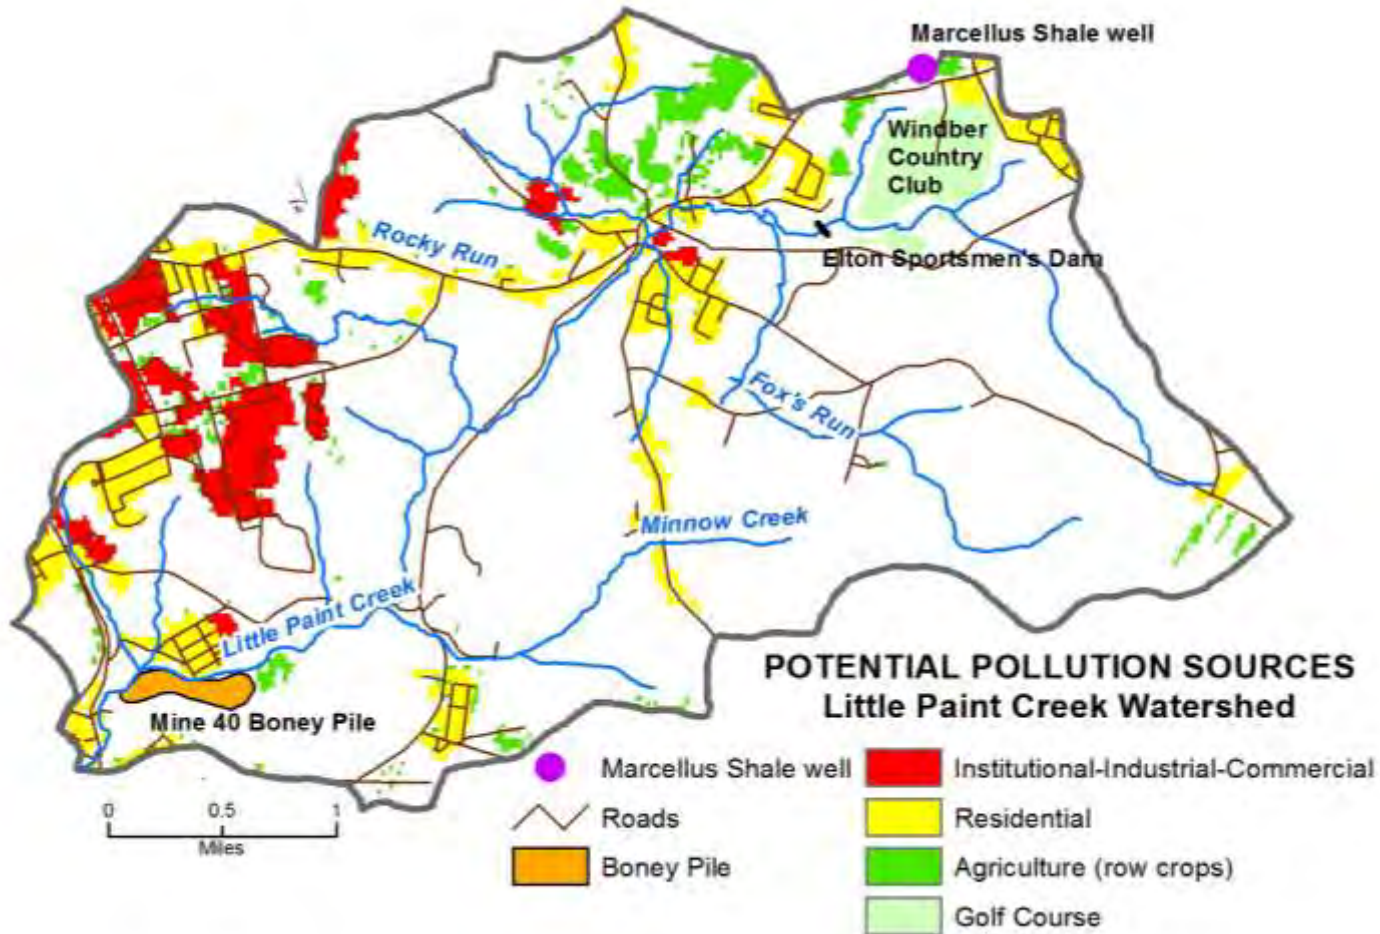 Marcellus Shale well
Windber
Country
Club
Rocky Run
Elton Sportsmen's Dam
Fox's Run
Minnow Creek
Little Paint Creek
Mine 40 Boney Pile
POTENTIAL POLLUTION SOURCES
Little Paint Creek Watershed
Marcellus Shale well
Roads
Boney Pile
Institutional-Industrial-Commercial
Residential
Agriculture (row crops)
Golf Course
0 0.5 1
Miles